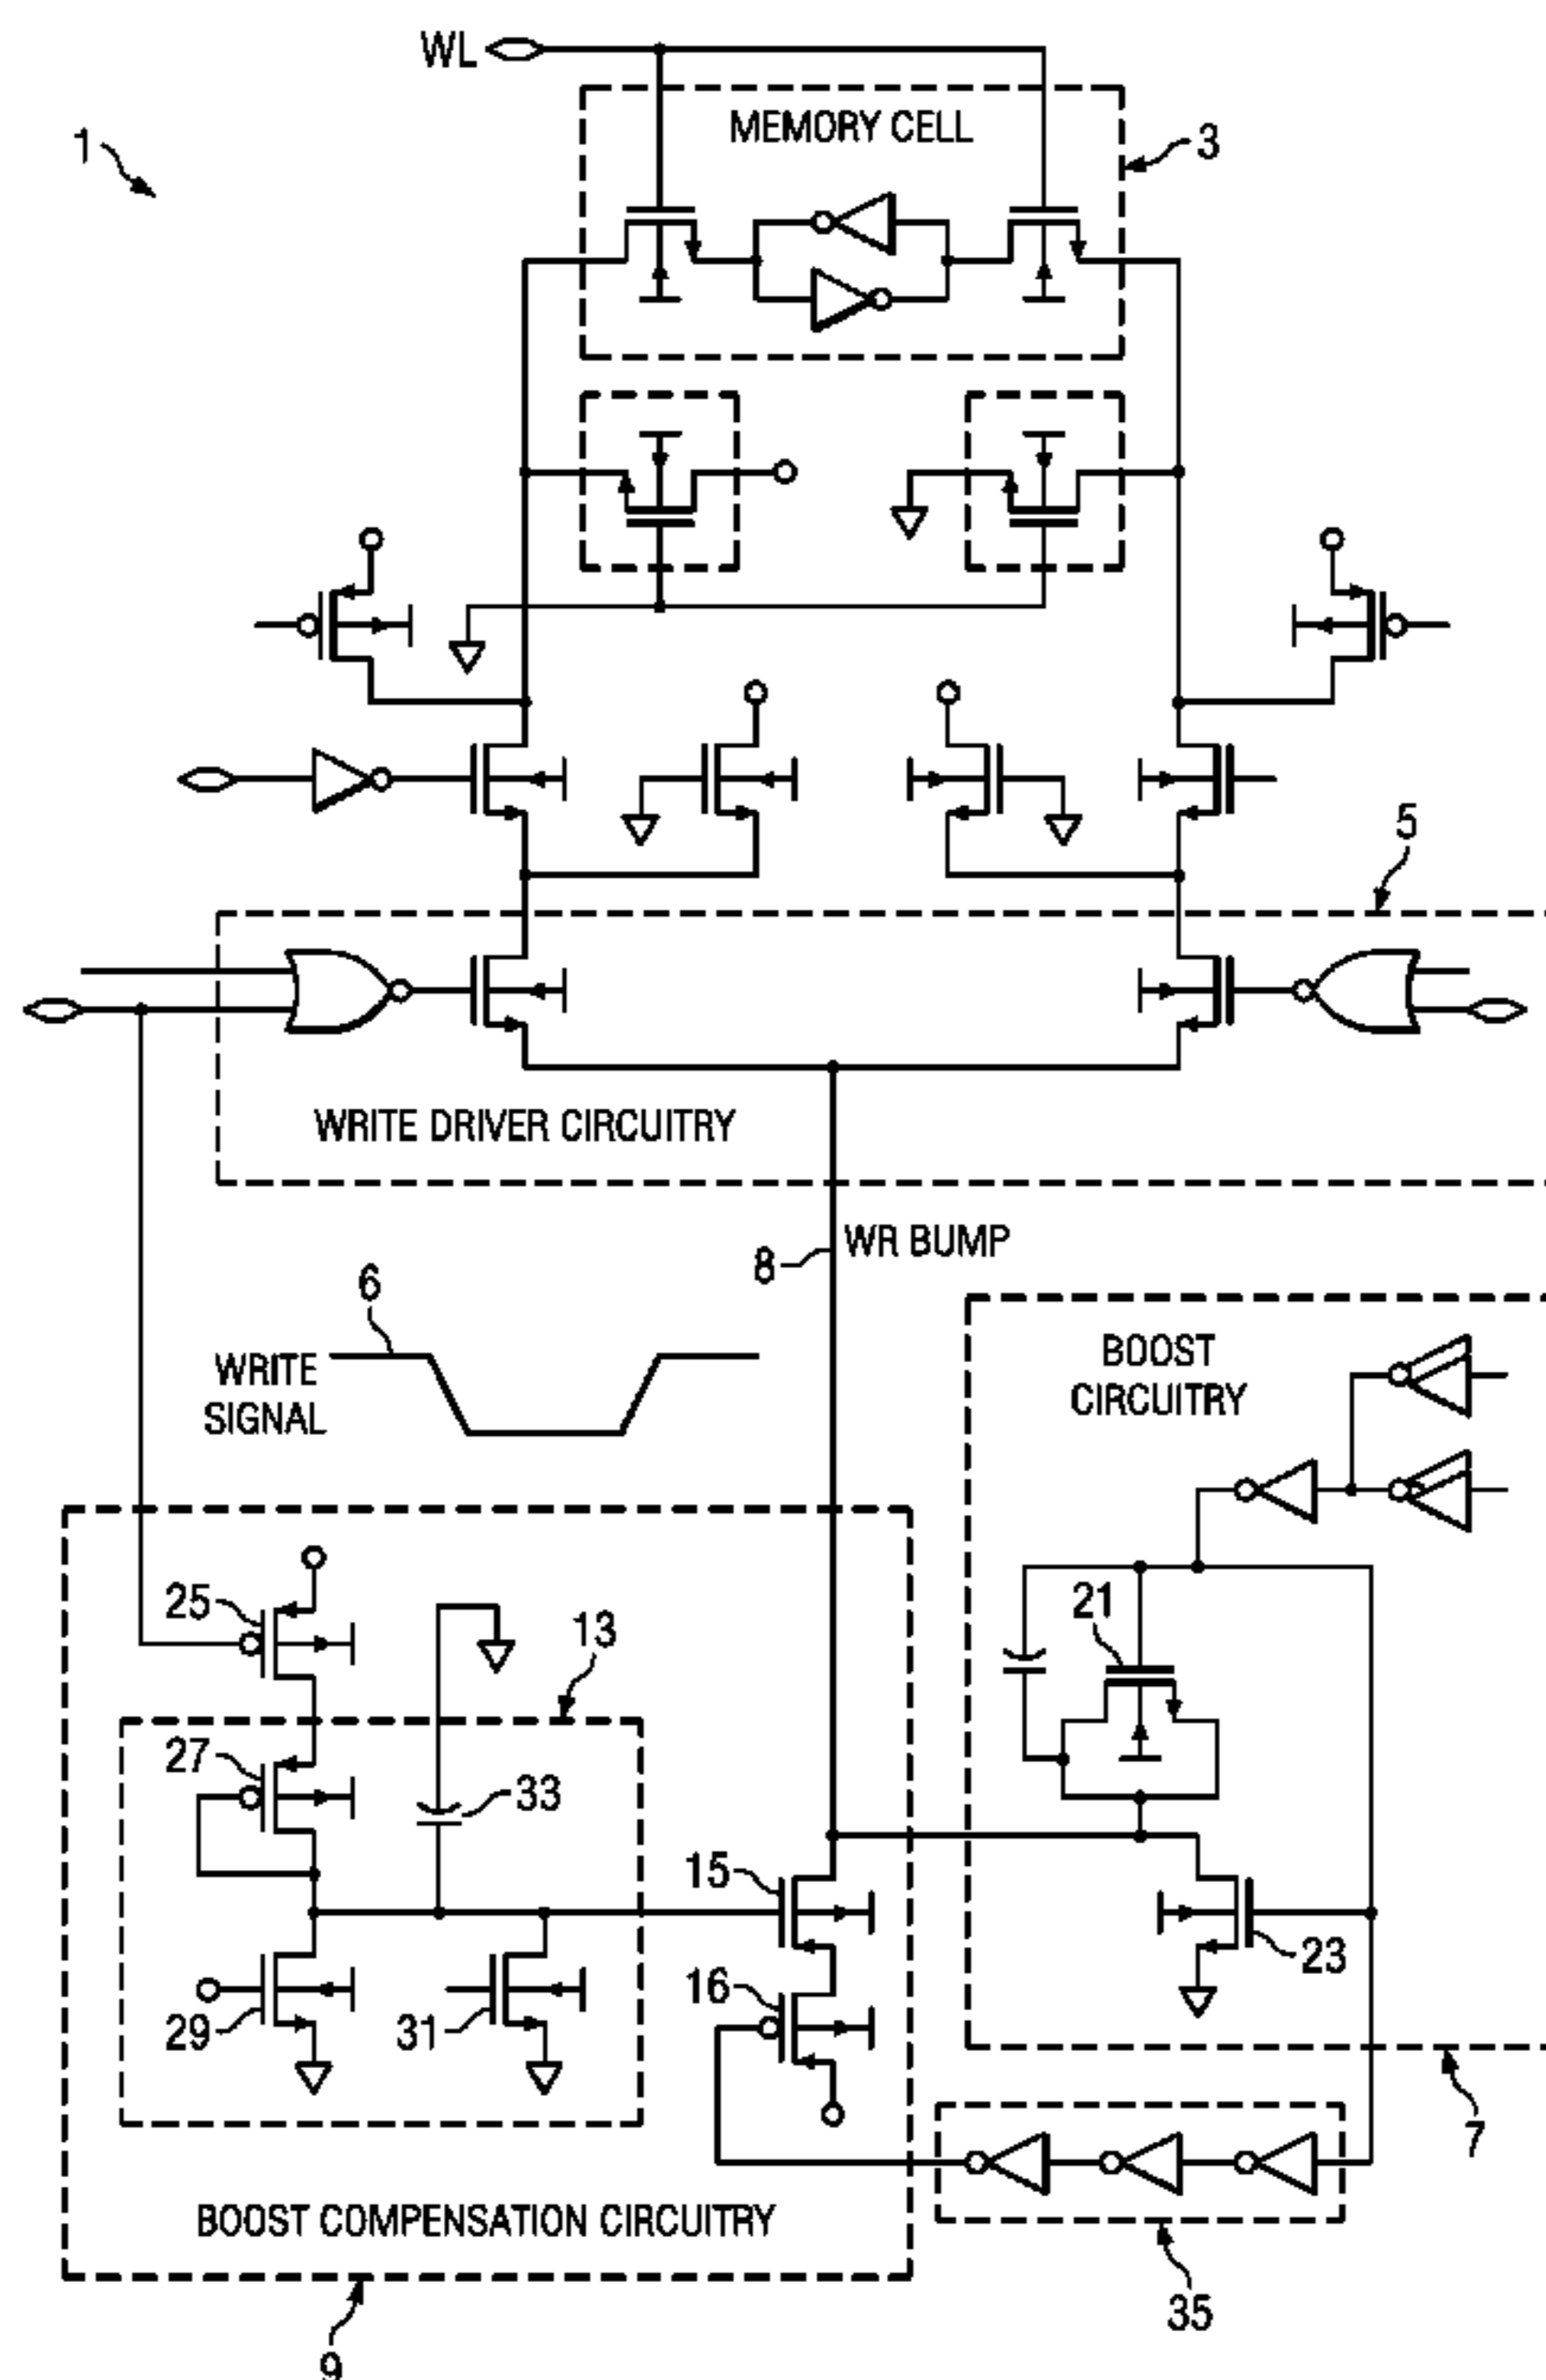 WL
MEMORY CELL
1
3
5
WRITE DRIVER CIRCUITRY
8
WR BUMP
6
WRITE
SIGNAL
BOOST
CIRCUITRY
25
13
21
27
33
15
23
16
29
31
7
BOOST COMPENSATION CIRCUITRY
35
9